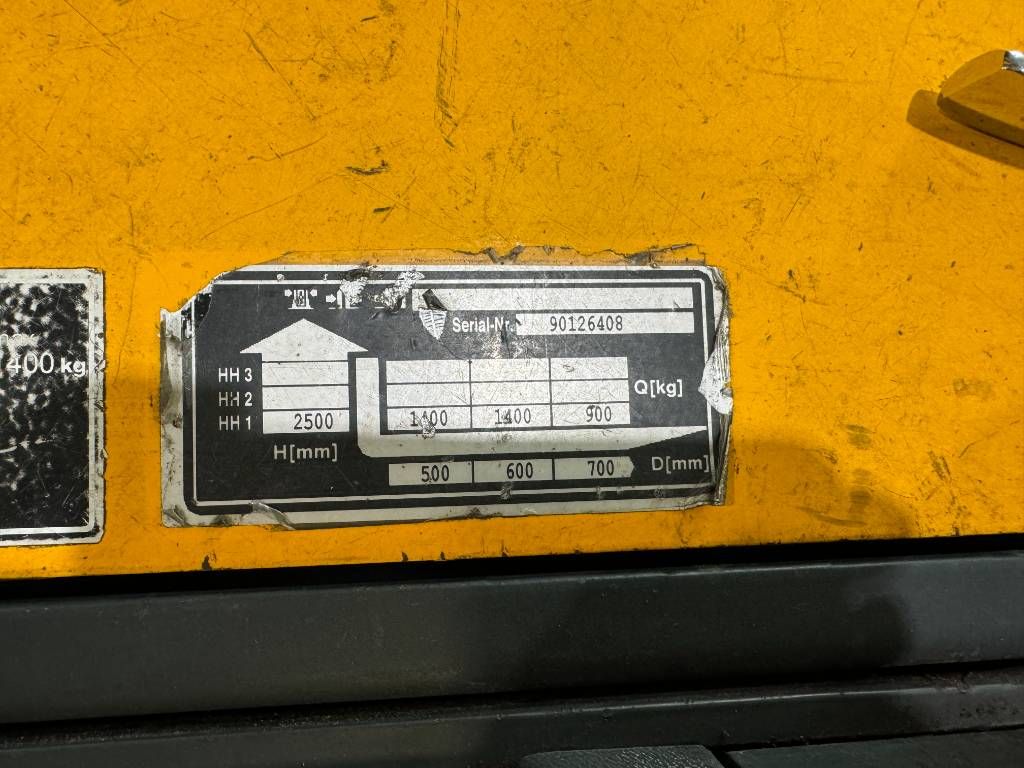 400 kg
Serial-Nr. 90126408
HH 3
HH 2 Q[kg]
HH 1 2500 1400 1400 900
H[mm]
500 600 700 D[mm]